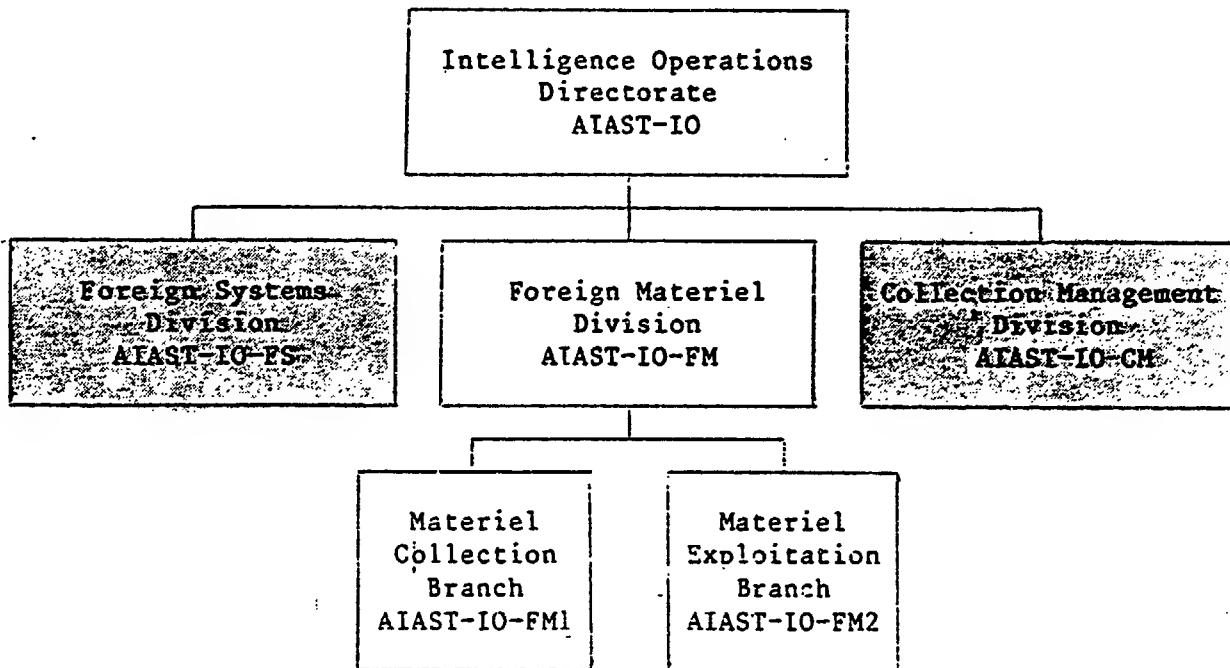 Intelligence Operations
Directorate
AIAST-IO
Foreign Systems
Division
AIAST-IO-FS
Foreign Materiel
Division
AIAST-IO-FM
Collection Management
Division
AIAST-IO-CM
Materiel
Collection
Branch
AIAST-IO-FM1
Materiel
Exploitation
Branch
AIAST-IO-FM2